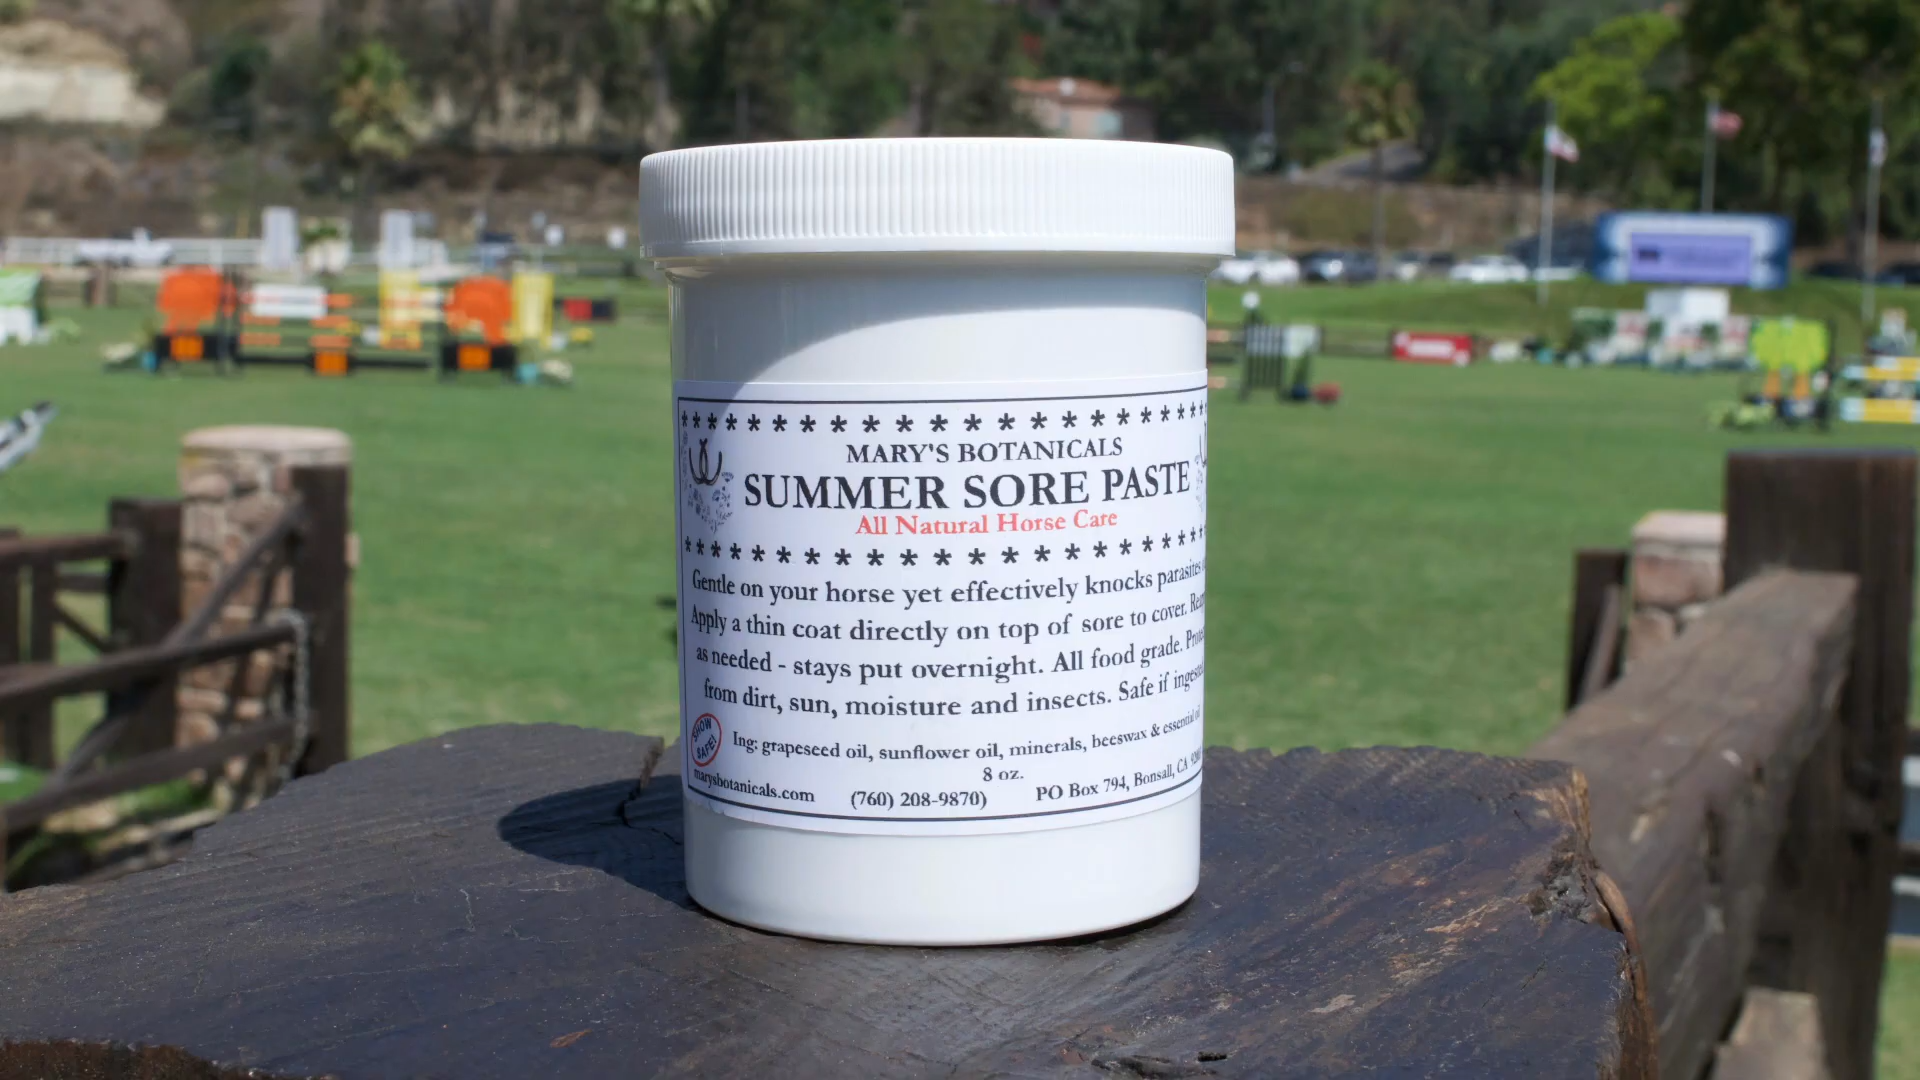 * * * * * * * * * * * * * * * * * * * *
MARY'S BOTANICALS
SUMMER SORE PASTE
All Natural Horse Care
* * * * * * * * * * * * * * * * * * * *
Gentle on your horse yet effectively knocks parasites
Apply a thin coat directly on top of sore to cover.
as needed - stays put overnight. All food grade.
from dirt, sun, moisture and insects. Safe if
SHOW
SAFE!
Ing: grapeseed oil, sunflower oil, minerals, beeswax & essential oil
8 oz.
marysbotanicals.com (760) 208-9870) PO Box 794, Bonsall, CA